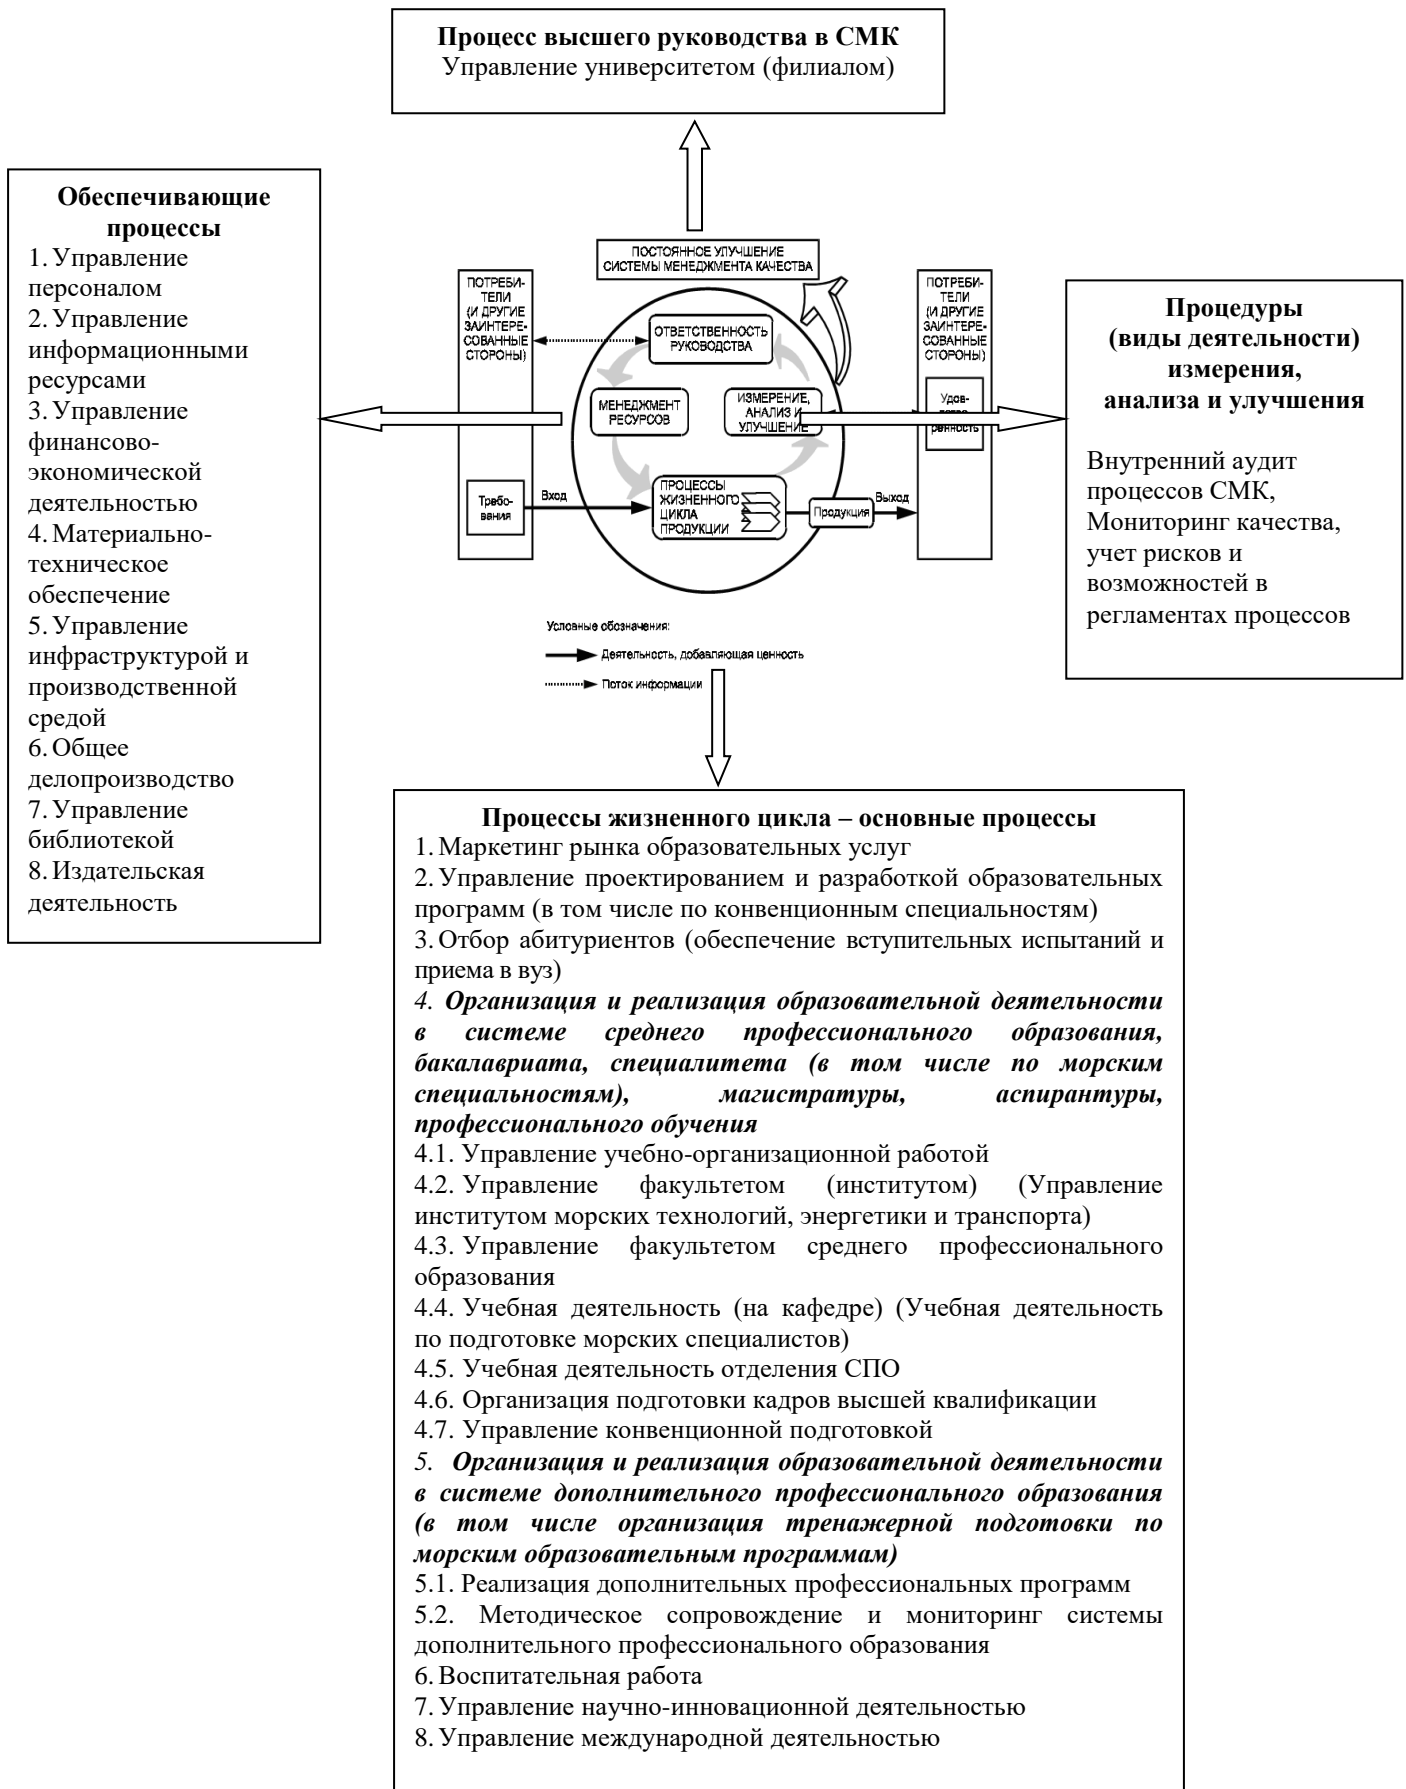 Процесс высшего руководства в СМК
Управление университетом (филиалом)
Обеспечивающие
процессы
1. Управление
персоналом
2. Управление
информационными
ресурсами
3. Управление
финансово-
экономической
деятельностью
4. Материально-
техническое
обеспечение
5. Управление
инфраструктурой и
производственной
средой
6. Общее
делопроизводство
7. Управление
библиотекой
8. Издательская
деятельность
ПОСТОЯННОЕ УЛУЧШЕНИЕ
СИСТЕМЫ МЕНЕДЖМЕНТА КАЧЕСТВА
ПОТРЕБИ-
ТЕЛИ
(И ДРУГИЕ
ЗАИНТЕРЕ-
СОВАННЫЕ
СТОРОНЫ)
Требо-
вания
Вход
ОТВЕТСТВЕННОСТЬ
РУКОВОДСТВА
МЕНЕДЖМЕНТ
РЕСУРСОВ
ИЗМЕРЕНИЕ,
АНАЛИЗ И
УЛУЧШЕНИЕ
ПРОЦЕССЫ
ЖИЗНЕННОГО
ЦИКЛА
ПРОДУКЦИИ
Продукция
Выход
ПОТРЕБИ-
ТЕЛИ
(И ДРУГИЕ
ЗАИНТЕРЕ-
СОВАННЫЕ
СТОРОНЫ)
Удов-
ренность
Условные обозначения:
Деятельность, добавляющая ценность
Поток информации
Процедуры
(виды деятельности)
измерения,
анализа и улучшения
Внутренний аудит
процессов СМК,
Мониторинг качества,
учет рисков и
возможностей в
регламентах процессов
Процессы жизненного цикла – основные процессы
1. Маркетинг рынка образовательных услуг
2. Управление проектированием и разработкой образовательных
программ (в том числе по конвенционным специальностям)
3. Отбор абитуриентов (обеспечение вступительных испытаний и
приема в вуз)
4. Организация и реализация образовательной деятельности
в системе среднего профессионального образования,
бакалавриата, специалитета (в том числе по морским
специальностям), магистратуры, аспирантуры,
профессионального обучения
4.1. Управление учебно-организационной работой
4.2. Управление факультетом (институтом) (Управление
институтом морских технологий, энергетики и транспорта)
4.3. Управление факультетом среднего профессионального
образования
4.4. Учебная деятельность (на кафедре) (Учебная деятельность
по подготовке морских специалистов)
4.5. Учебная деятельность отделения СПО
4.6. Организация подготовки кадров высшей квалификации
4.7. Управление конвенционной подготовкой
5. Организация и реализация образовательной деятельности
в системе дополнительного профессионального образования
(в том числе организация тренажерной подготовки по
морским образовательным программам)
5.1. Реализация дополнительных профессиональных программ
5.2. Методическое сопровождение и мониторинг системы
дополнительного профессионального образования
6. Воспитательная работа
7. Управление научно-инновационной деятельностью
8. Управление международной деятельностью